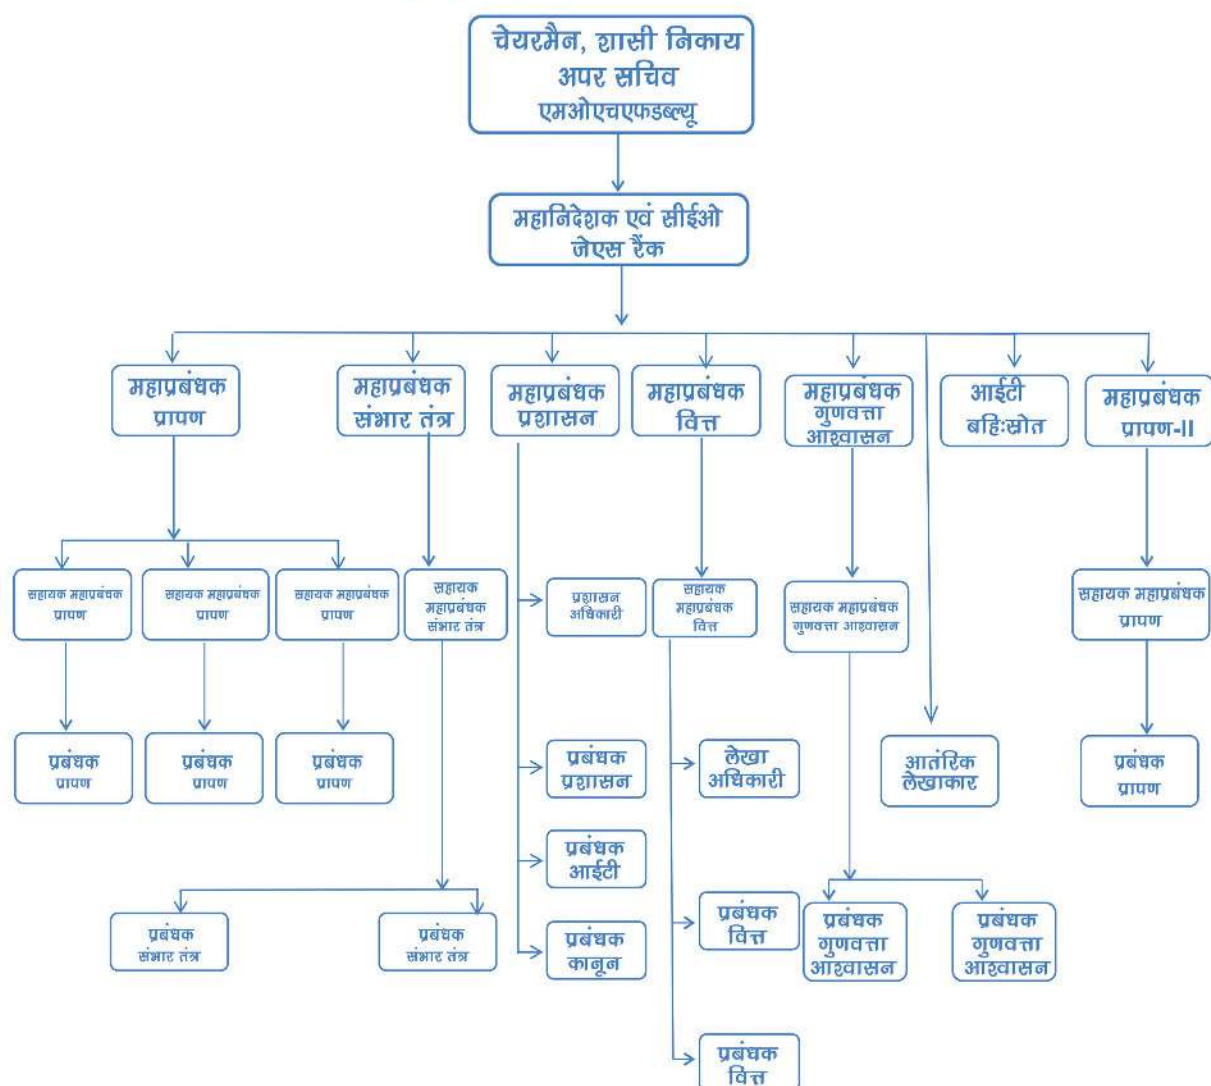 चेयरमैन, शासी निकाय
अपर सचिव
एमओएचएफडब्ल्यू
महानिदेशक एवं सीईओ
जेएस रैंक
महाप्रबंधक
प्रापण
महाप्रबंधक
संभार तंत्र
महाप्रबंधक
प्रशासन
महाप्रबंधक
वित्त
महाप्रबंधक
गुणवत्ता
आश्वासन
आईटी
बहिःस्रोत
महाप्रबंधक
प्रापण-II
सहायक महाप्रबंधक
प्रापण
सहायक महाप्रबंधक
प्रापण
सहायक महाप्रबंधक
प्रापण
सहायक
महाप्रबंधक
संभार तंत्र
प्रशासन
अधिकारी
सहायक
महाप्रबंधक
वित्त
सहायक महाप्रबंधक
गुणवत्ता आश्वासन
सहायक महाप्रबंधक
प्रापण
प्रबंधक
प्रापण
प्रबंधक
प्रापण
प्रबंधक
प्रापण
प्रबंधक
प्रशासन
लेखा
अधिकारी
आतंरिक
लेखाकार
प्रबंधक
प्रापण
प्रबंधक
आईटी
प्रबंधक
संभार तंत्र
प्रबंधक
संभार तंत्र
प्रबंधक
कानून
प्रबंधक
वित्त
प्रबंधक
गुणवत्ता
आश्वासन
प्रबंधक
गुणवत्ता
आश्वासन
प्रबंधक
वित्त